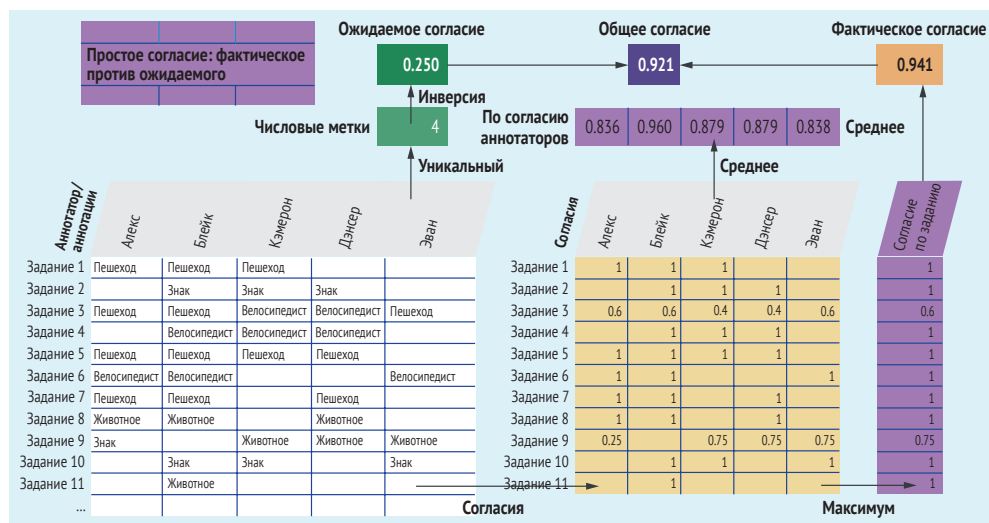 Ожидаемое согласие
Общее согласие
Фактическое согласие
Простое согласие: фактическое
против ожидаемого
0.250
0.921
0.941
Инверсия
Числовые метки
4
По согласию
аннотаторов
0.836 0.960 0.879 0.879 0.838
Среднее
Уникальный
Среднее
Аннотатор/
аннотации
Алекс
Блейк
Кэмерон
Дэнсер
Эван
Задание 1 Пешеход Пешеход Пешеход
Задание 2 Знак Знак Знак
Задание 3 Пешеход Пешеход Велосипедист Велосипедист Пешеход
Задание 4 Велосипедист Велосипедист Велосипедист
Задание 5 Пешеход Пешеход Пешеход Пешеход
Задание 6 Велосипедист Велосипедист Велосипедист
Задание 7 Пешеход Пешеход Пешеход
Задание 8 Животное Животное Животное
Задание 9 Знак Животное Животное Животное
Задание 10 Знак Знак Знак
Задание 11 Животное
...
Согласия
Согласия
Алекс
Блейк
Кэмерон
Дэнсер
Эван
Согласие
по заданию
Задание 1 1 1 1 1
Задание 2 1 1 1 1
Задание 3 0.6 0.6 0.4 0.4 0.6 0.6
Задание 4 1 1 1 1
Задание 5 1 1 1 1 1
Задание 6 1 1 1 1
Задание 7 1 1 1 1
Задание 8 1 1 1 1
Задание 9 0.25 0.75 0.75 0.75 0.75
Задание 10 1 1 1 1
Задание 11 1 1
Максимум